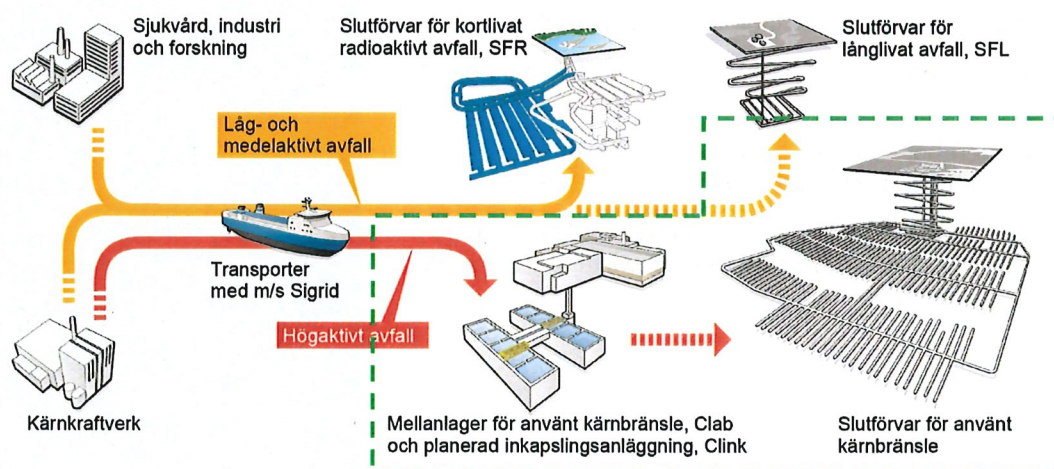 Sjukvård, industri
och forskning
Slutförvar för kortlivat
radioaktivt avfall, SFR
Slutförvar för
långlivat avfall, SFL
Låg- och
medelaktivt avfall
Transporter
med m/s Sigrid
Högaktivt avfall
Kärnkraftverk
Mellanlager för använt kärnbränsle, Clab
och planerad inkapslingsanläggning, Clink
Slutförvar för använt
kärnbränsle